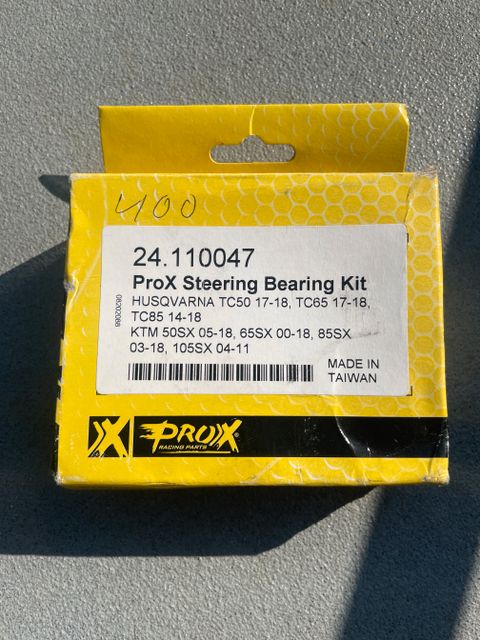 400
24.110047
ProX Steering Bearing Kit
HUSQVARNA TC50 17-18, TC65 17-18,
TC85 14-18
KTM 50SX 05-18, 65SX 00-18, 85SX
03-18, 105SX 04-11
MADE IN
TAIWAN
08202088
PROX
RACING PARTS